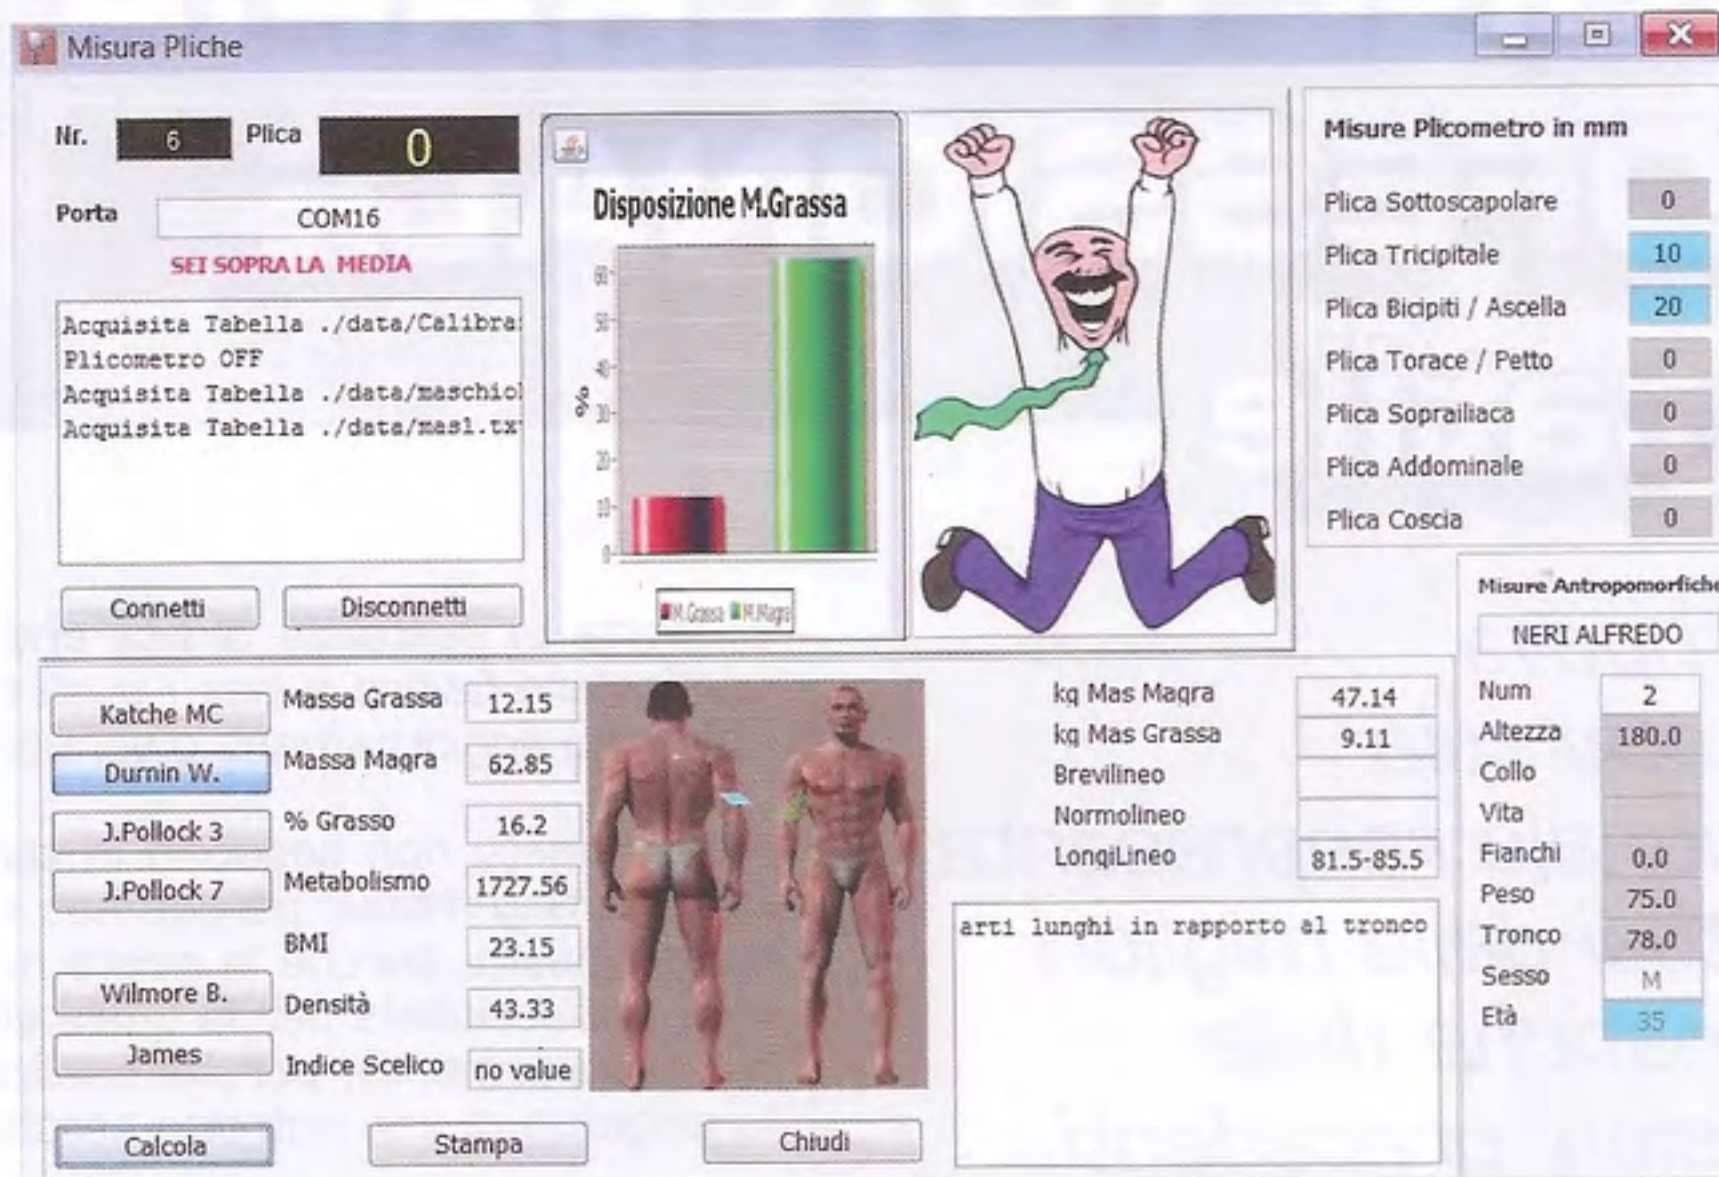 Misura Pliche
Nr. 6 Plica 0
Porta COM16
SEI SOPRA LA MEDIA
Acquisita Tabella ./data/Calibra
Plicometro OFF
Acquisita Tabella ./data/maschio
Acquisita Tabella ./data/mas1.tx
Connetti Disconnetti
Disposizione M.Grassa
%
50
40
30
20
10
0
M.Grassa M.Magra
Misure Plicometro in mm
Plica Sottoscapolare 0
Plica Tricipitale 10
Plica Bicipiti / Ascella 20
Plica Torace / Petto 0
Plica Soprailiaca 0
Plica Addominale 0
Plica Coscia 0
Misure Antropomorfiche
NERI ALFREDO
Num 2
Altezza 180.0
Collo
Vita
Fianchi 0.0
Peso 75.0
Tronco 78.0
Sesso M
Età 35
Katche MC
Durnin W.
J.Pollock 3
J.Pollock 7
Wilmore B.
James
Massa Grassa 12.15
Massa Magra 62.85
% Grasso 16.2
Metabolismo 1727.56
BMI 23.15
Densità 43.33
Indice Scelico no value
kg Mas Magra 47.14
kg Mas Grassa 9.11
Brevilineo
Normolineo
LongiLineo 81.5-85.5
arti lunghi in rapporto al tronco
Calcola Stampa Chiudi